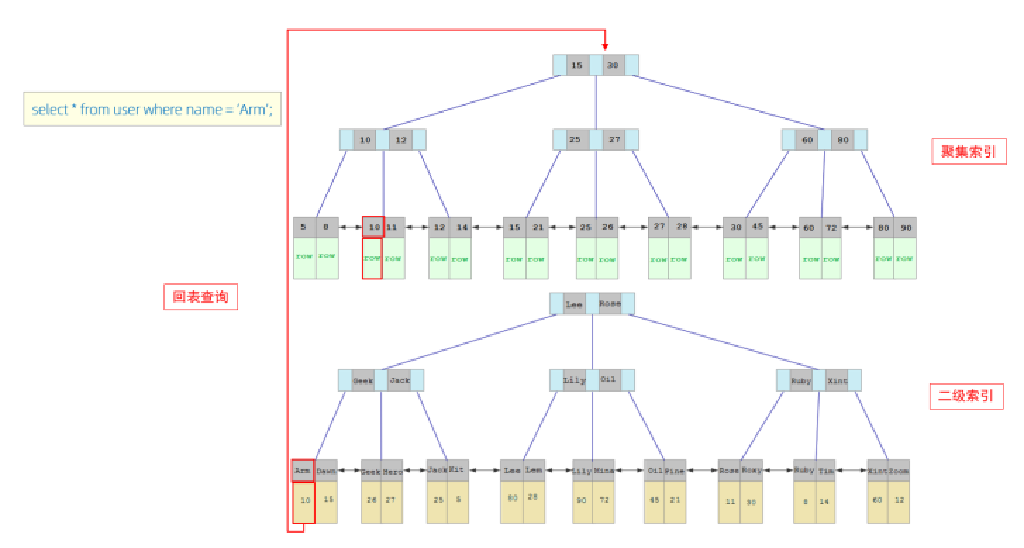 15 30
select * from user where name = 'Arm';
10 12
25 27
60 80
聚集索引
5 8 10 11 12 14 15 21 25 26 27 28 30 45 60 72 80 90
row row row row row row row row row row row row row row row row row row
回表查询
Lee Rose
Geek Jack
Lily Oil
Ruby Xint
二级索引
Arm Dawn Geek Hero Jack Kit Lee Lem Lily Mina Oil Pine Rose Roxy Ruby Tim Xint Zoom
10 15 26 27 25 5 80 28 90 72 45 21 11 30 8 14 60 12